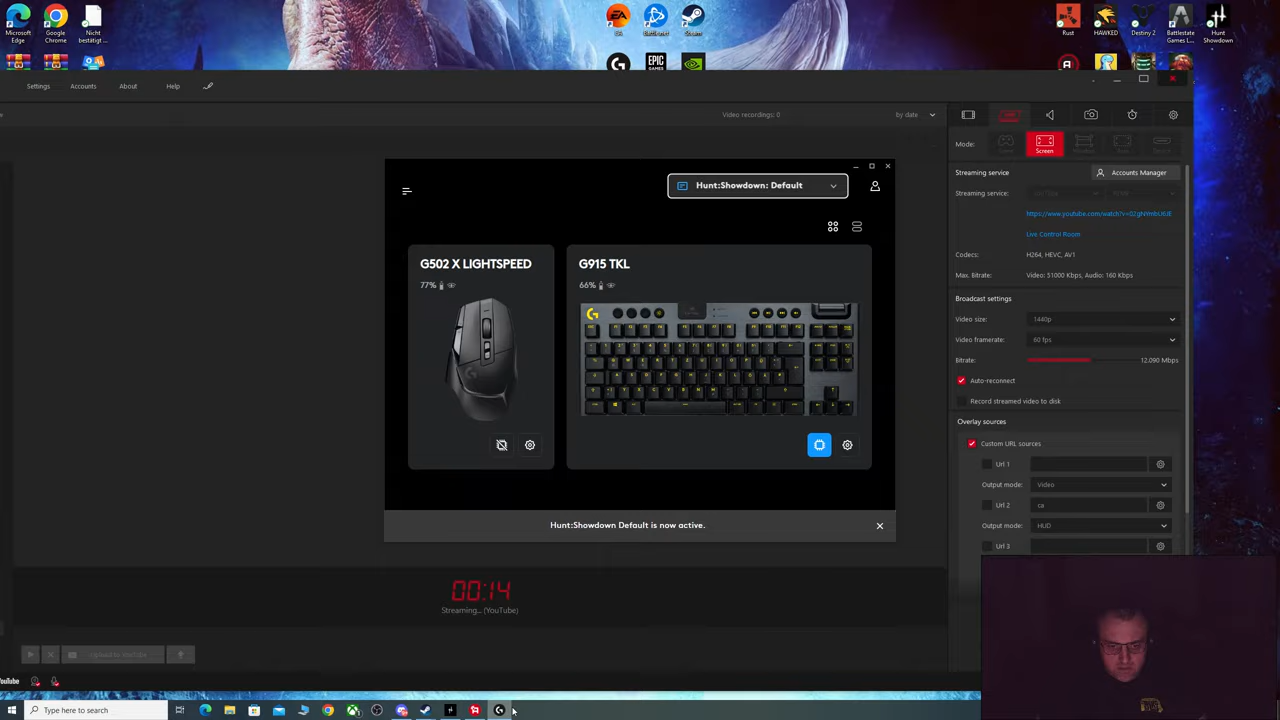 Microsoft Edge
Google Chrome
Nicht bestätigt ...
EA
Battle.net
Steam
Rust
HAWKED
Destiny 2
Battlestate Games L...
Hunt Showdown
Settings
Accounts
About
Help
Video recordings: 0
by date
Mode:
Screen
Streaming service
Accounts Manager
Streaming service:
Live Control Room
Codecs:
H264, HEVC, AV1
Max. Bitrate:
Video: 51000 Kbps, Audio: 160 Kbps
Broadcast settings
Video size:
1440p
Video framerate:
60 fps
Bitrate:
12.090 Mbps
Auto-reconnect
Record streamed video to disk
Overlay sources
Custom URL sources
Url 1
Output mode:
Video
Url 2
ca
Output mode:
HUD
Url 3
Hunt:Showdown: Default
G502 X LIGHTSPEED
77%
G915 TKL
66%
Hunt:Showdown Default is now active.
00:14
Streaming... (YouTube)
Type here to search